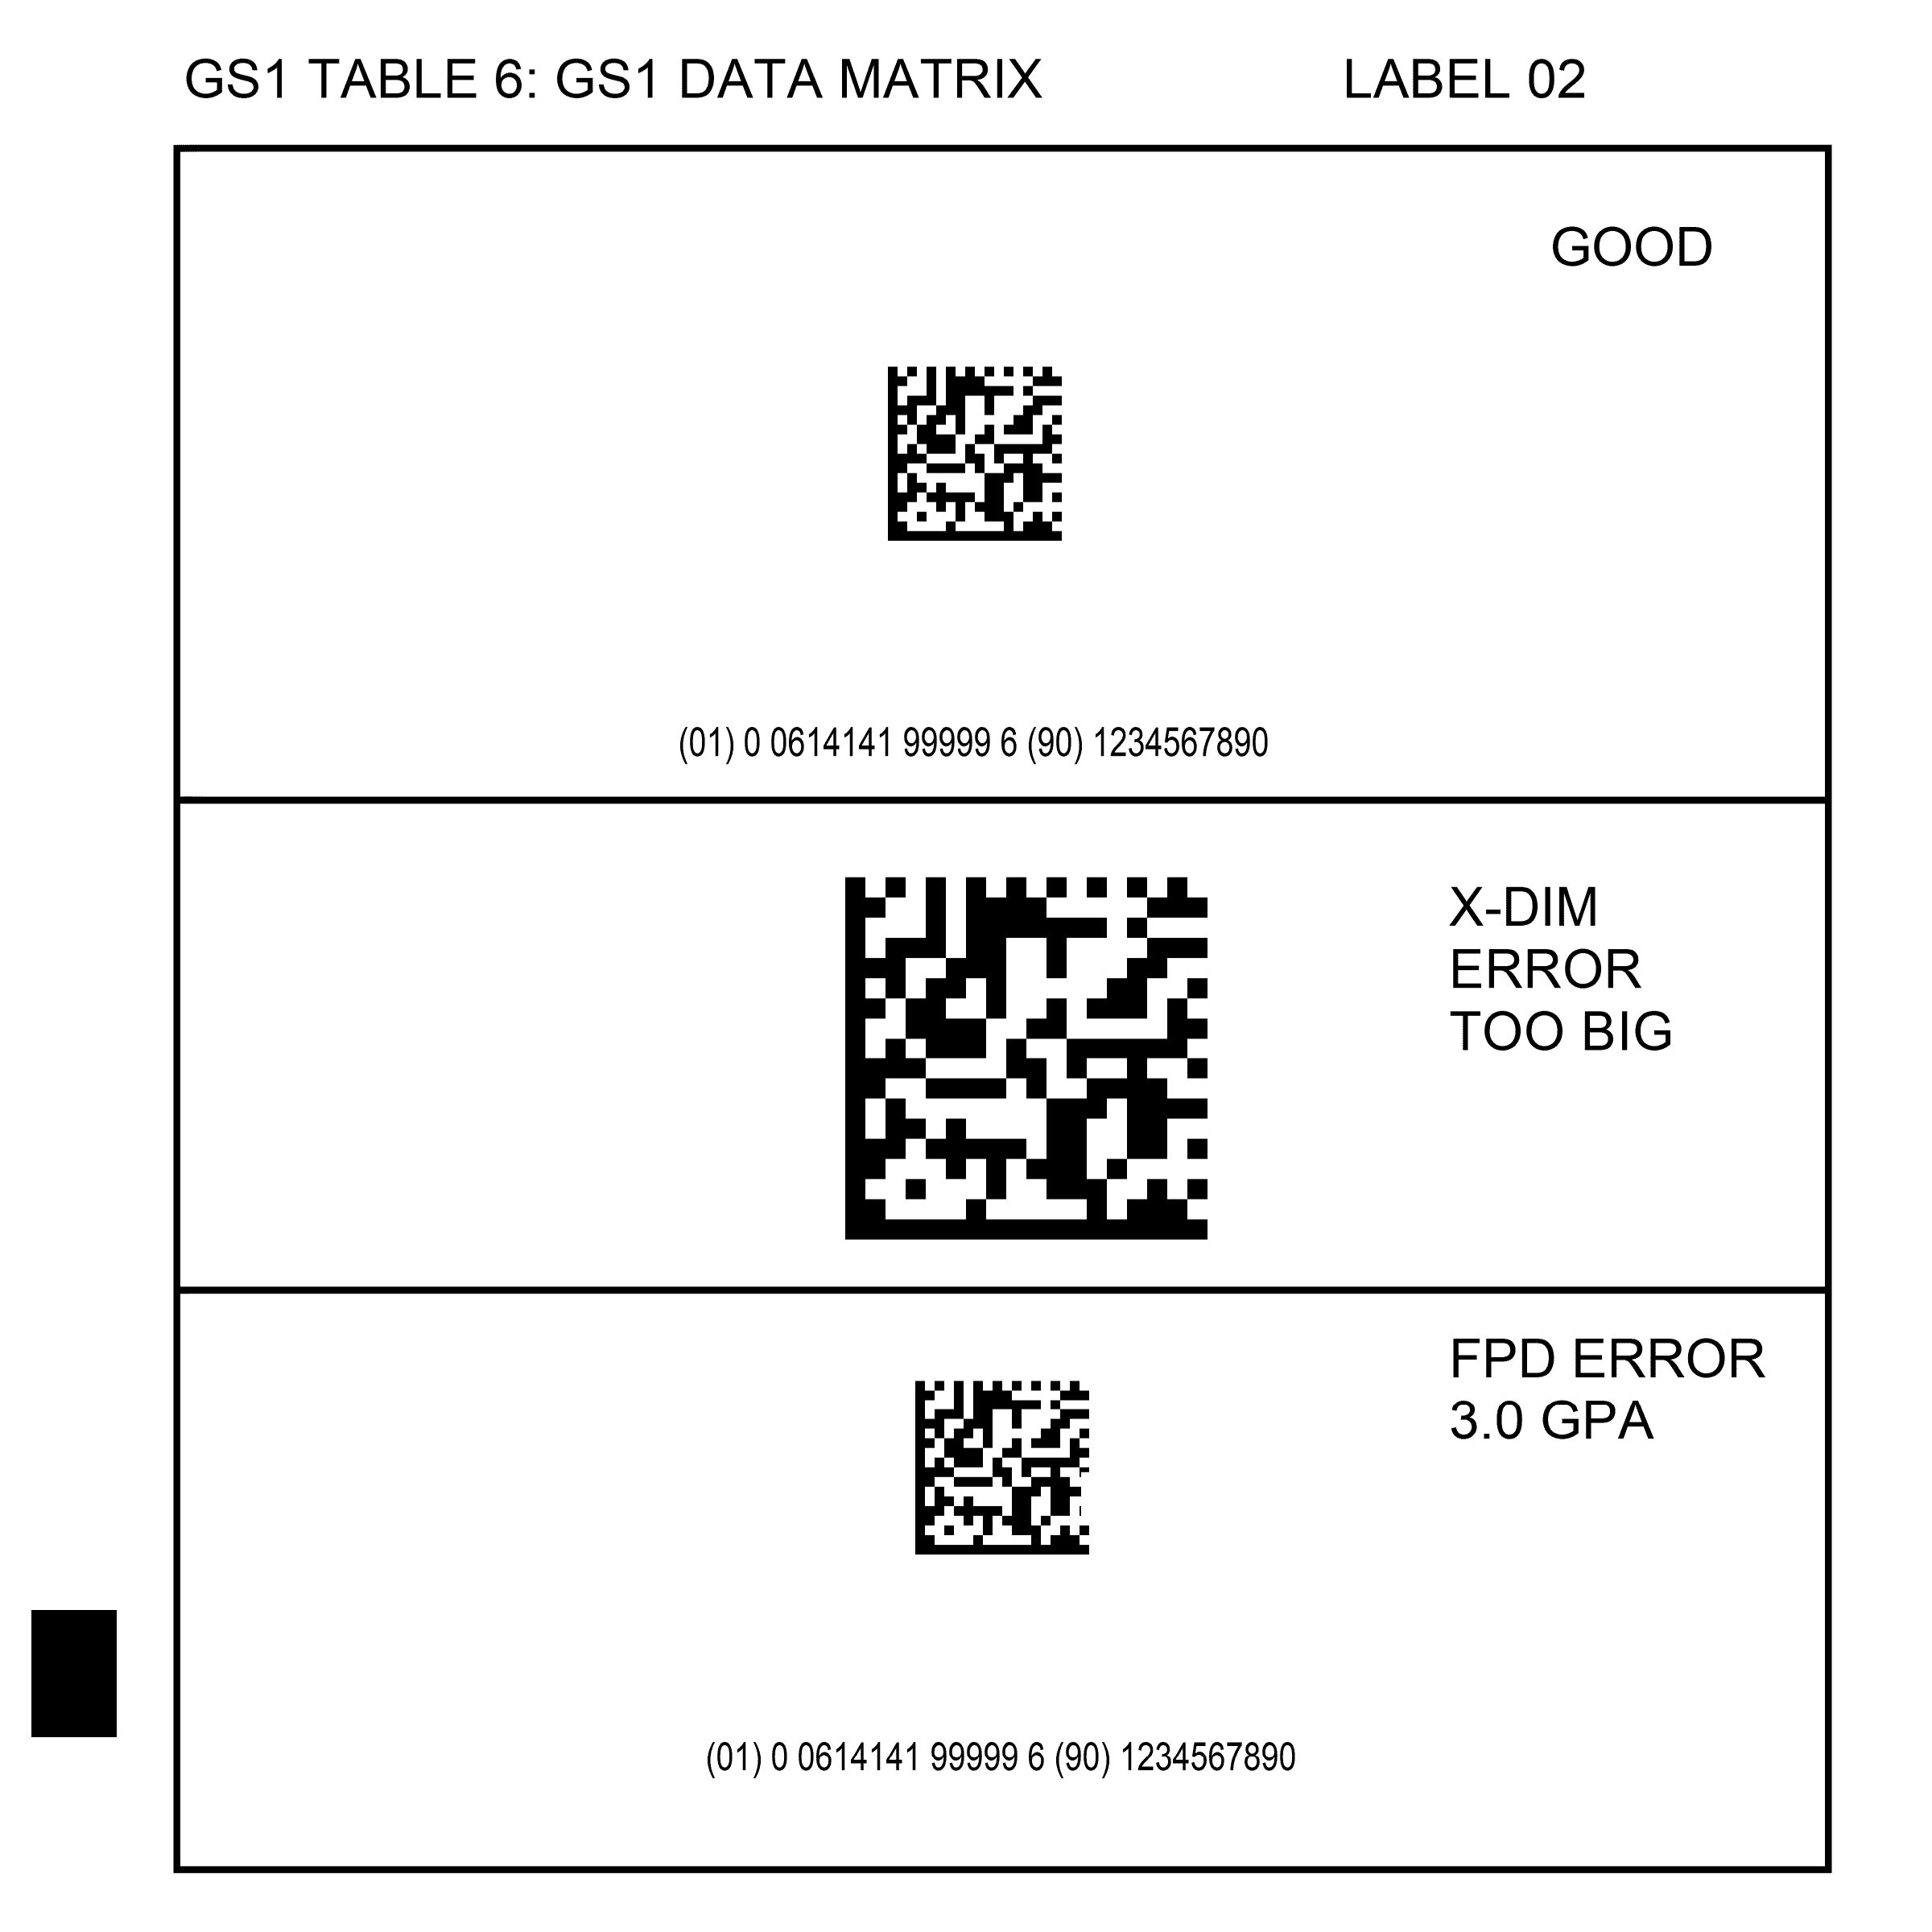 GS1 TABLE 6: GS1 DATA MATRIX LABEL 02
GOOD
(01) 0 0614141 99999 6 (90) 1234567890
X-DIM
ERROR
TOO BIG
FPD ERROR
3.0 GPA
(01) 0 0614141 99999 6 (90) 1234567890